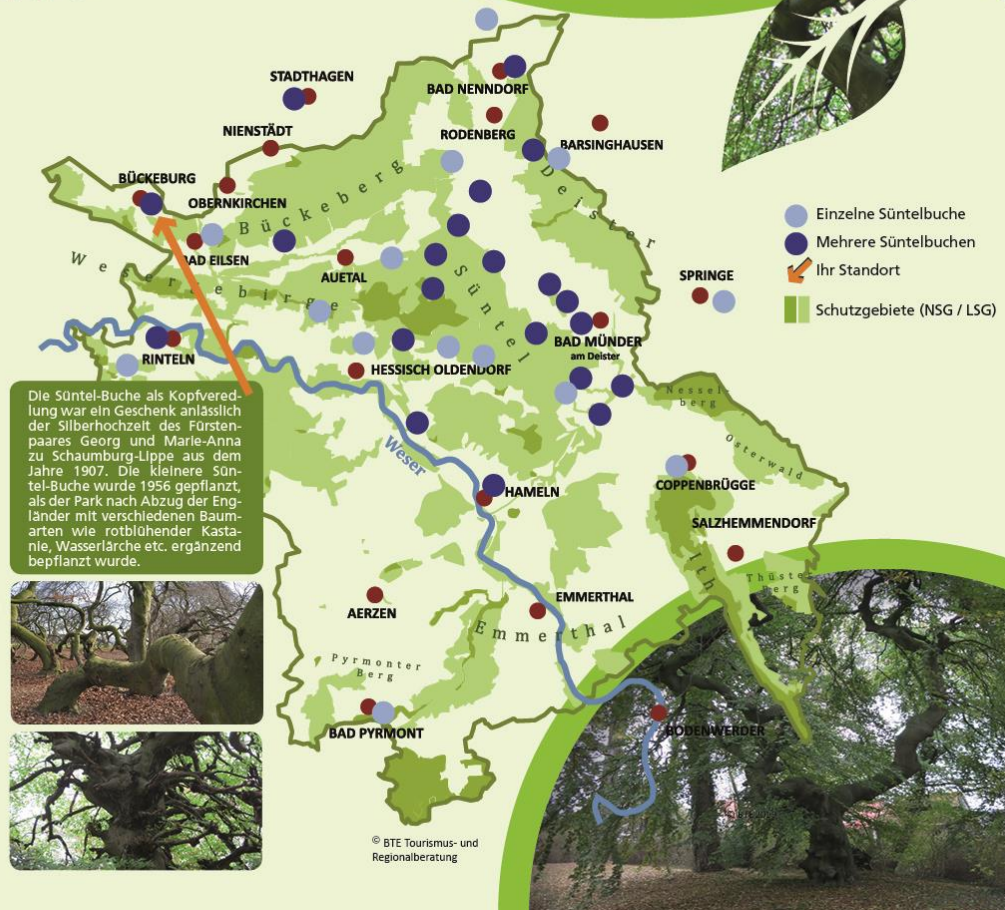 STADTHAGEN
BAD NENNDORF
NIENSTÄDT
RODENBERG
BARSINGHAUSEN
BÜCKEBURG
OBERNKIRCHEN
Bückeberg
Deister
BAD EILSEN
Wesergebirge
AUETAL
Süntel
SPRINGE
Einzelne Süntelbuche
Mehrere Süntelbuchen
Ihr Standort
Schutzgebiete (NSG / LSG)
RINTELN
BAD MÜNDER
am Deister
HESSISCH OLDENDORF
Nessel-
berg
Osterwald
Die Süntel-Buche als Kopfvered-
lung war ein Geschenk anlässlich
der Silberhochzeit des Fürsten-
paares Georg und Marie-Anna
zu Schaumburg-Lippe aus dem
Jahre 1907. Die kleinere Sün-
tel-Buche wurde 1956 gepflanzt,
als der Park nach Abzug der Eng-
länder mit verschiedenen Baum-
arten wie rotblühender Kasta-
nie, Wasserlärche etc. ergänzend
bepflanzt wurde.
Weser
HAMELN
COPPENBRÜGGE
SALZHEMMENDORF
Ith
Thüster
Berg
AERZEN
EMMERTHAL
Emmerthal
Pyrmonter
Berg
BAD PYRMONT
BODENWERDER
© BTE Tourismus- und
Regionalberatung